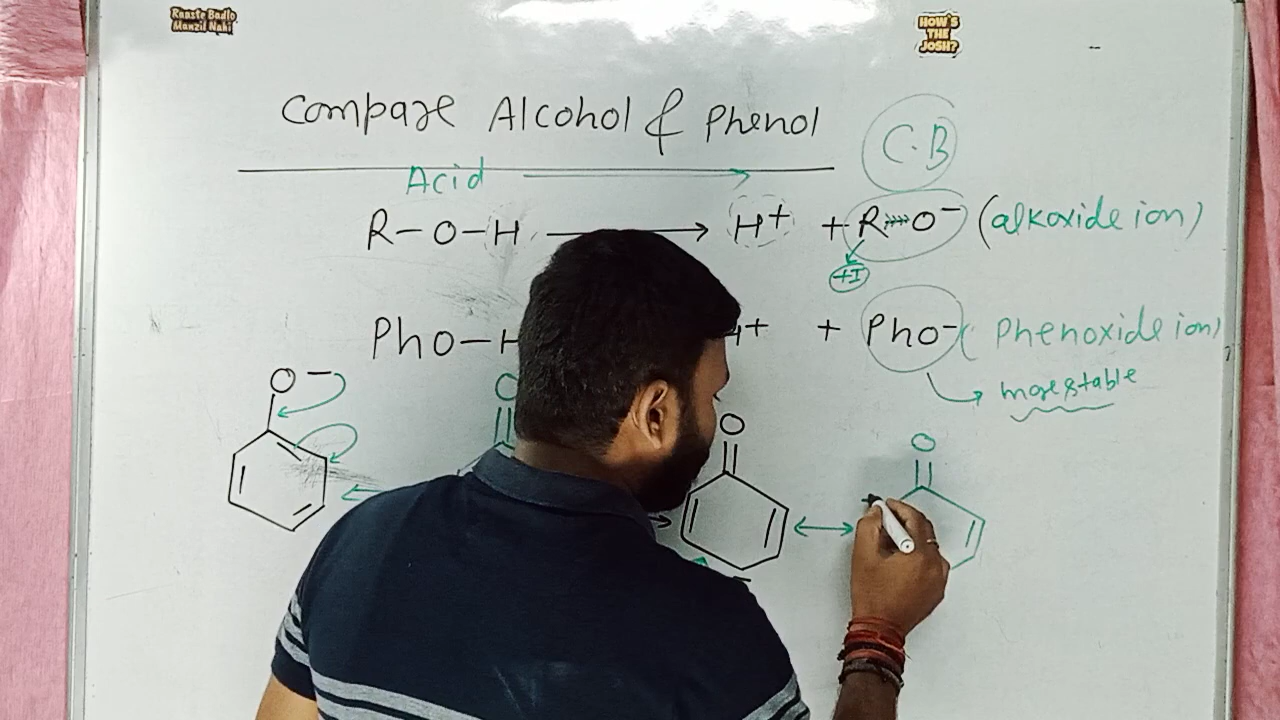 Raaste Badlo
Manzil Nahi
HOW'S
THE
JOSH?
Compare Alcohol & Phenol
C.B
Acid
R-O-H → H+ + R O- (alkoxide ion)
+I
Pho-H H+ + Pho- (Phenoxide ion)
more stable
O-
O
O
O